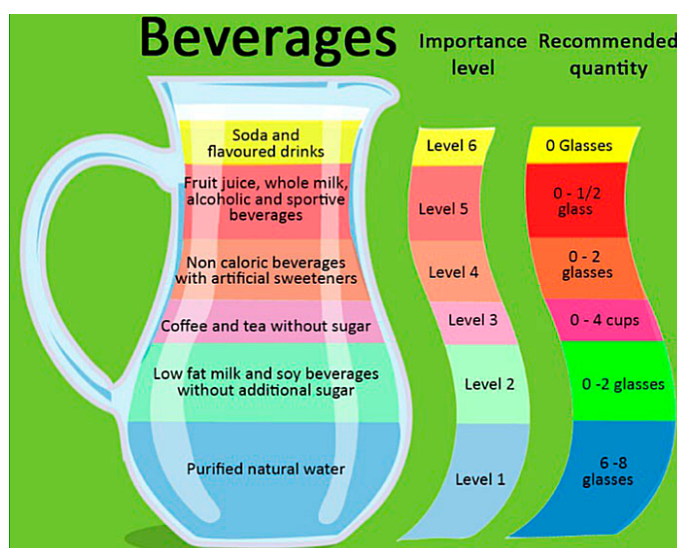 Beverages
Importance
level
Recommended
quantity
Soda and
flavoured drinks
Level 6
0 Glasses
Fruit juice, whole milk,
alcoholic and sportive
beverages
Level 5
0 - 1/2
glass
Non caloric beverages
with artificial sweeteners
Level 4
0 - 2
glasses
Coffee and tea without sugar
Level 3
0 - 4 cups
Low fat milk and soy beverages
without additional sugar
Level 2
0 -2 glasses
Purified natural water
Level 1
6 -8
glasses